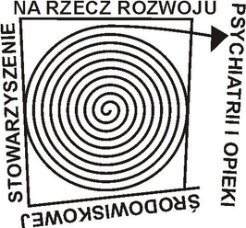 STOWARZYSZENIE
NA RZECZ ROZWOJU
PSYCHIATRII I OPIEKI
ŚRODOWISKOWEJ